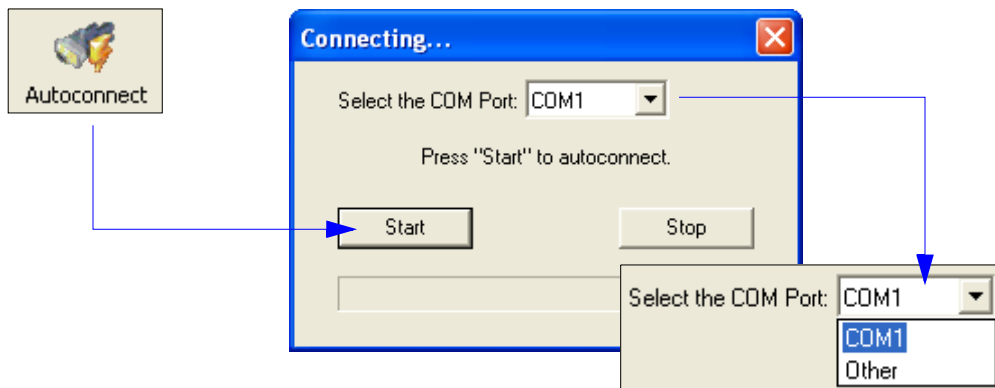 Autoconnect
Connecting...
Select the COM Port: COM1
Press "Start" to autoconnect.
Start Stop
Select the COM Port: COM1
COM1
Other